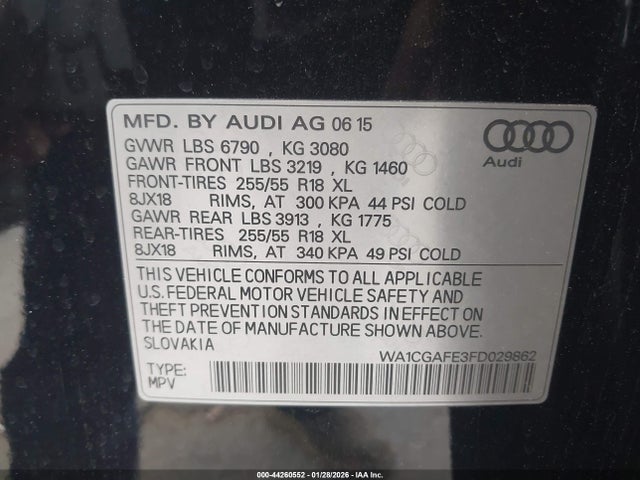 MFD. BY AUDI AG 06 15
GVWR LBS 6790 , KG 3080
GAWR FRONT LBS 3219 , KG 1460
FRONT-TIRES 255/55 R18 XL
8JX18 RIMS, AT 300 KPA 44 PSI COLD
GAWR REAR LBS 3913 , KG 1775
REAR-TIRES 255/55 R18 XL
8JX18 RIMS, AT 340 KPA 49 PSI COLD
Audi
THIS VEHICLE CONFORMS TO ALL APPLICABLE
U.S. FEDERAL MOTOR VEHICLE SAFETY AND
THEFT PREVENTION STANDARDS IN EFFECT ON
THE DATE OF MANUFACTURE SHOWN ABOVE.
SLOVAKIA
WA1CGAFE3FD029862
TYPE:
MPV
000-44260552 | 01/28/2026 | IAA Inc.